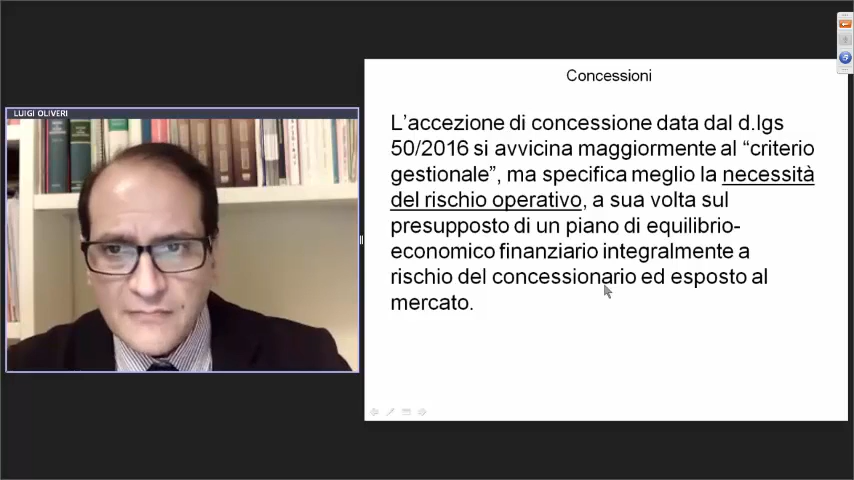 LUIGI OLIVERI
Concessioni
L'accezione di concessione data dal d.lgs
50/2016 si avvicina maggiormente al “criterio
gestionale”, ma specifica meglio la necessità
del rischio operativo, a sua volta sul
presupposto di un piano di equilibrio-
economico finanziario integralmente a
rischio del concessionario ed esposto al
mercato.